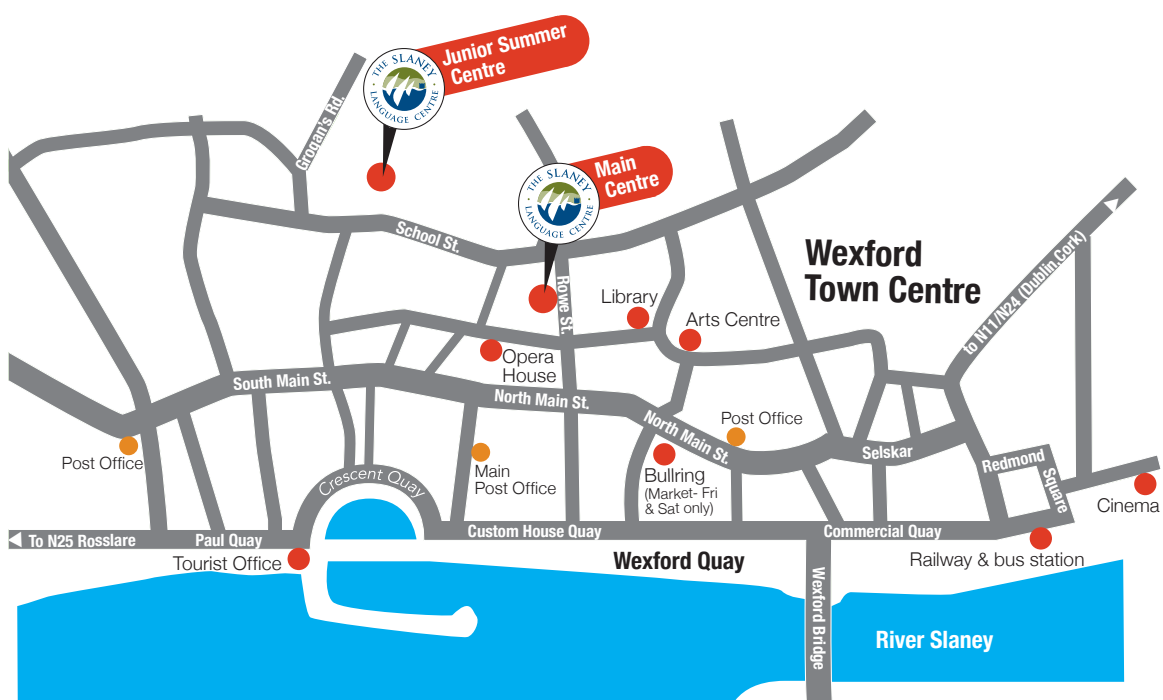 Junior Summer
Centre
THE SLANEY
LANGUAGE CENTRE
Grogan's Rd.
Main
Centre
THE SLANEY
LANGUAGE CENTRE
School St.
Rowe St.
Wexford
Town Centre
to N11/N24 (Dublin.Cork)
Library
Arts Centre
Opera
House
South Main St.
North Main St.
North Main St.
Post Office
Selskar
Redmond
Square
Post Office
Main
Post Office
Bullring
(Market- Fri
& Sat only)
Crescent Quay
Cinema
To N25 Rosslare
Paul Quay
Custom House Quay
Commercial Quay
Tourist Office
Wexford Quay
Railway & bus station
Wexford Bridge
River Slaney